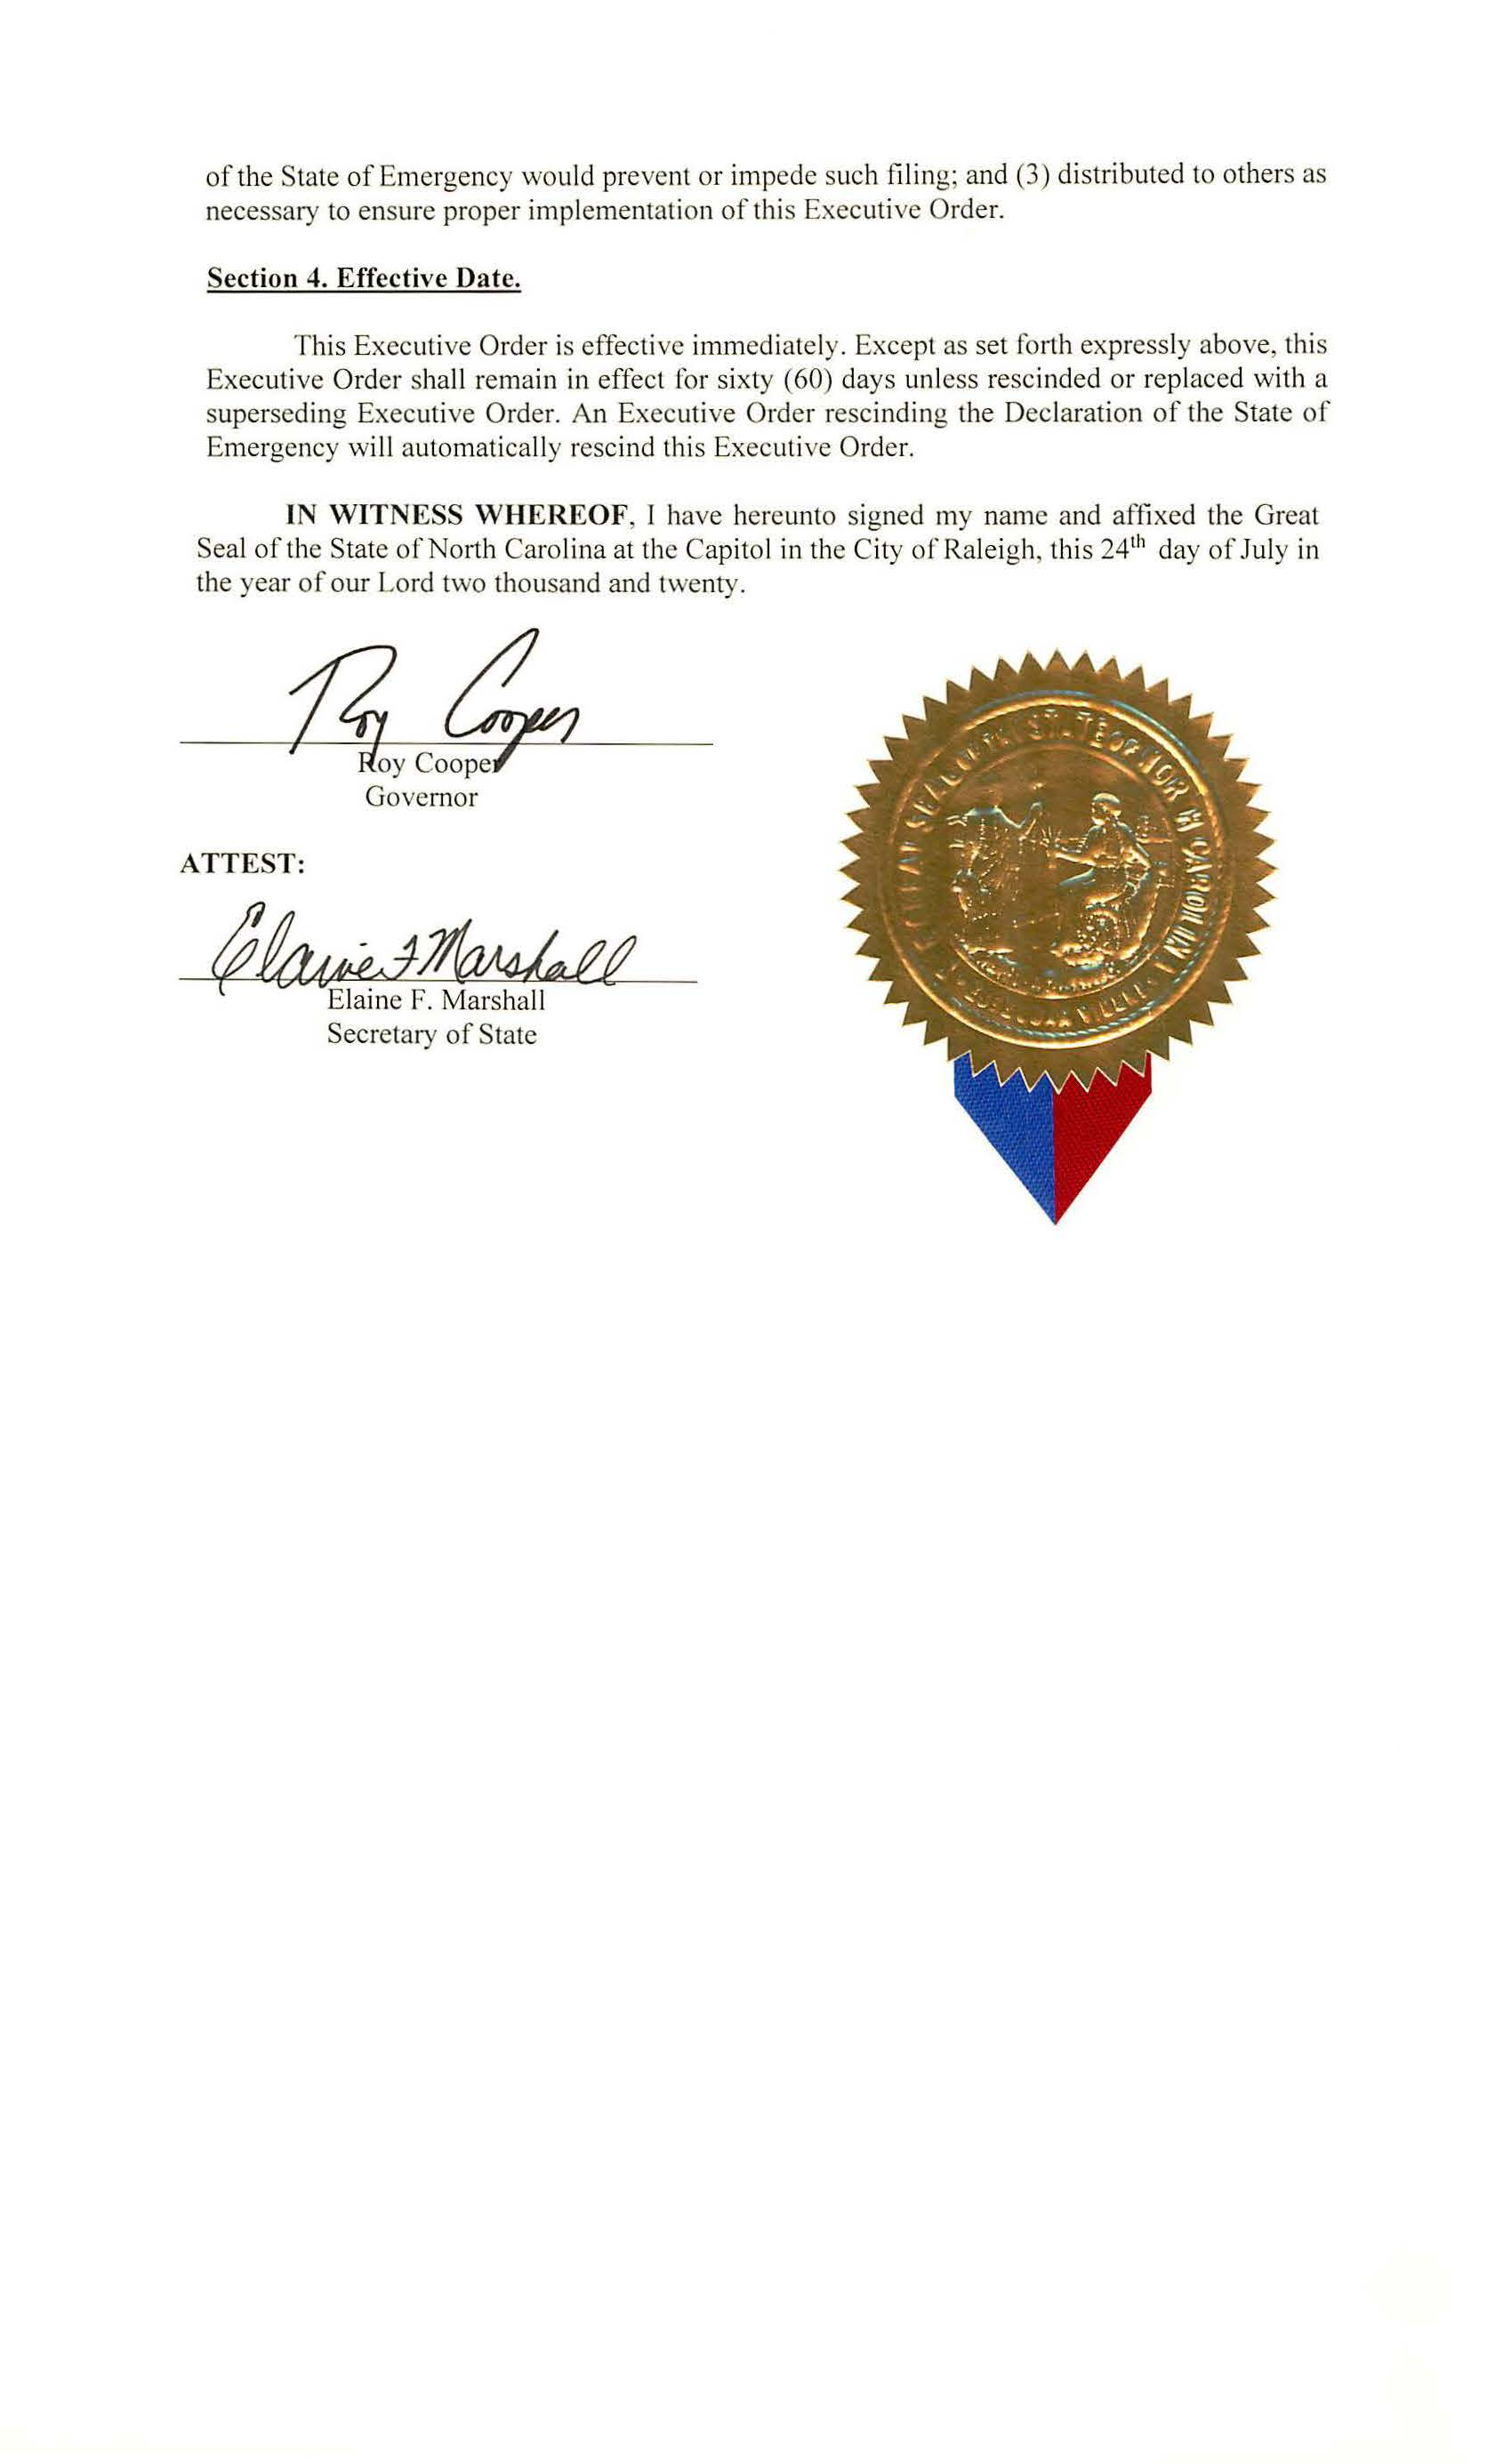 of the State of Emergency would prevent or impede such filing; and (3) distributed to others as
necessary to ensure proper implementation of this Executive Order.
Section 4. Effective Date.
This Executive Order is effective immediately. Except as set forth expressly above, this
Executive Order shall remain in effect for sixty (60) days unless rescinded or replaced with a
superseding Executive Order. An Executive Order rescinding the Declaration of the State of
Emergency will automatically rescind this Executive Order.
IN WITNESS WHEREOF, I have hereunto signed my name and affixed the Great
Seal of the State of North Carolina at the Capitol in the City of Raleigh, this 24th day of July in
the year of our Lord two thousand and twenty.
Roy Cooper
Roy Cooper
Governor
ATTEST:
Elaine F Marshall
Elaine F. Marshall
Secretary of State
STATE OF NORTH CAROLINA